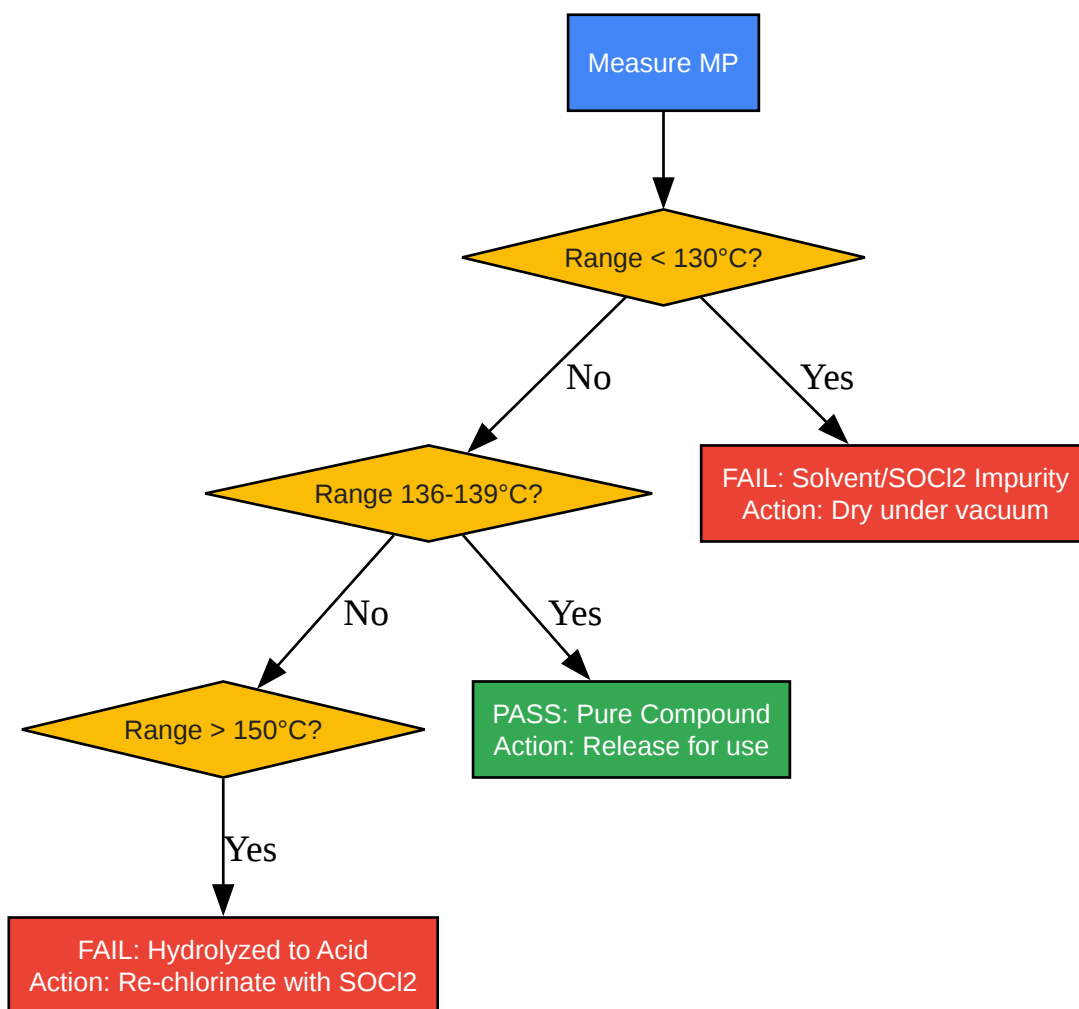 Measure MP
Range < 130°C?
No
Yes
Range 136-139°C?
FAIL: Solvent/SOCl2 Impurity
Action: Dry under vacuum
No
Yes
Range > 150°C?
PASS: Pure Compound
Action: Release for use
Yes
FAIL: Hydrolyzed to Acid
Action: Re-chlorinate with SOCl2